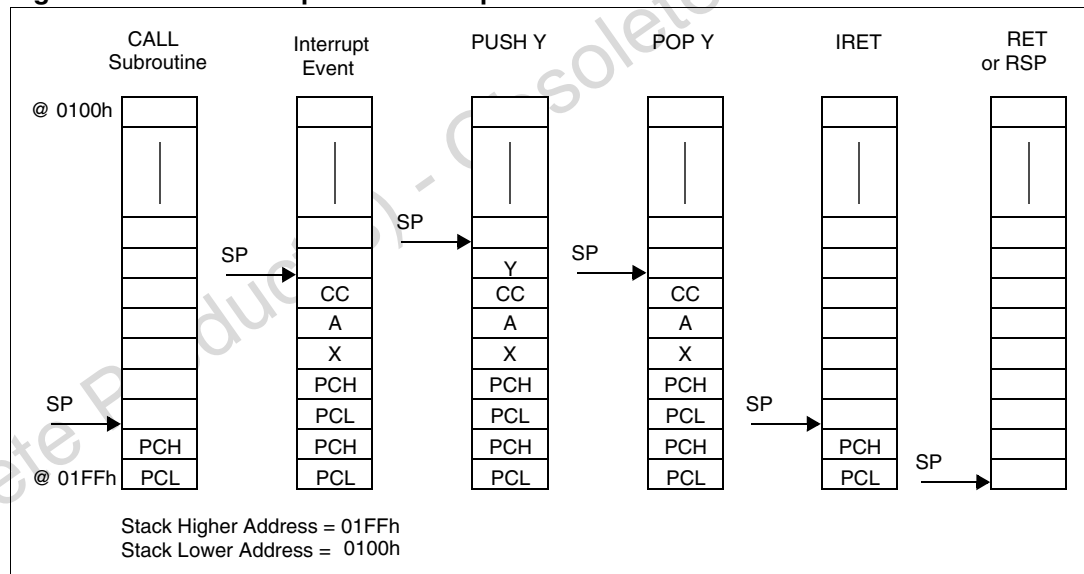 CALL
Subroutine
Interrupt
Event
PUSH Y
POP Y
IRET
RET
or RSP
@ 0100h
SP
SP
SP
Y
CC
CC
CC
A
A
A
X
X
X
PCH
PCH
PCH
SP
SP
PCL
PCL
PCL
PCH
PCH
PCH
PCH
PCH
SP
@ 01FFh
PCL
PCL
PCL
PCL
PCL
Stack Higher Address = 01FFh
Stack Lower Address = 0100h